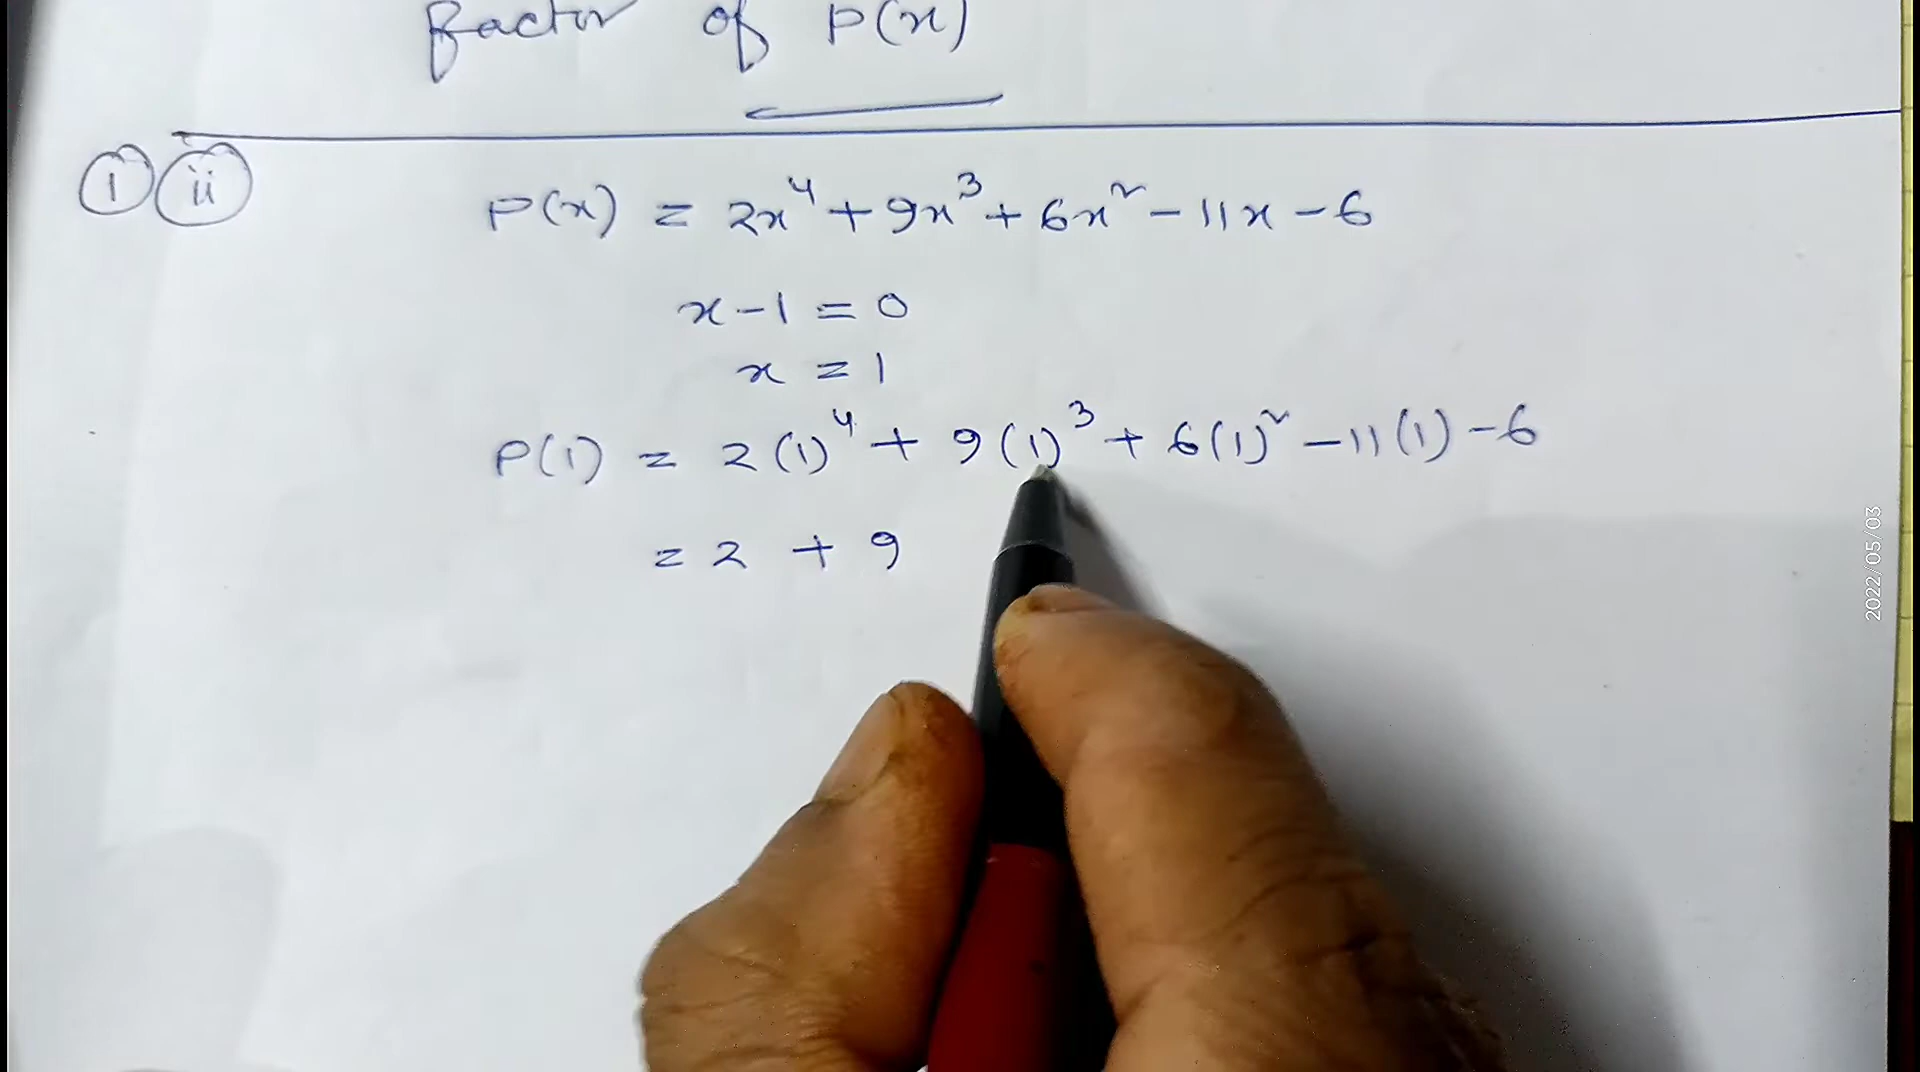 factor of P(x)
① ⓘⓘ P(x) = 2x⁴ + 9x³ + 6x² - 11x - 6
x - 1 = 0
x = 1
P(1) = 2(1)⁴ + 9(1)³ + 6(1)² - 11(1) - 6
= 2 + 9
2022/05/03